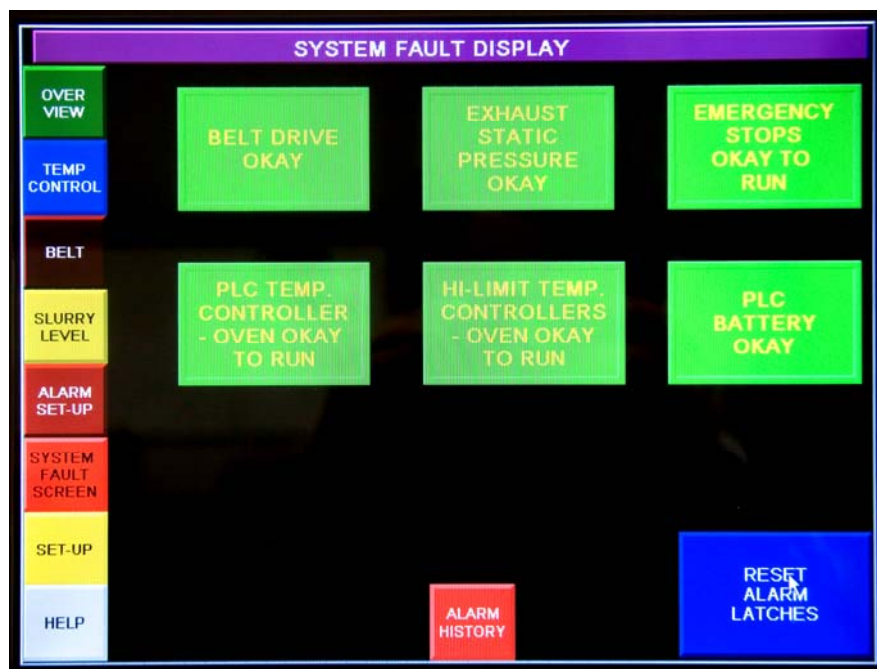 SYSTEM FAULT DISPLAY
OVER
VIEW
TEMP
CONTROL
BELT
SLURRY
LEVEL
ALARM
SET-UP
SYSTEM
FAULT
SCREEN
SET-UP
HELP
BELT DRIVE
OKAY
EXHAUST
STATIC
PRESSURE
OKAY
EMERGENCY
STOPS
OKAY TO
RUN
PLC TEMP.
CONTROLLER
- OVEN OKAY
TO RUN
HI-LIMIT TEMP.
CONTROLLERS
- OVEN OKAY
TO RUN
PLC
BATTERY
OKAY
ALARM
HISTORY
RESET
ALARM
LATCHES